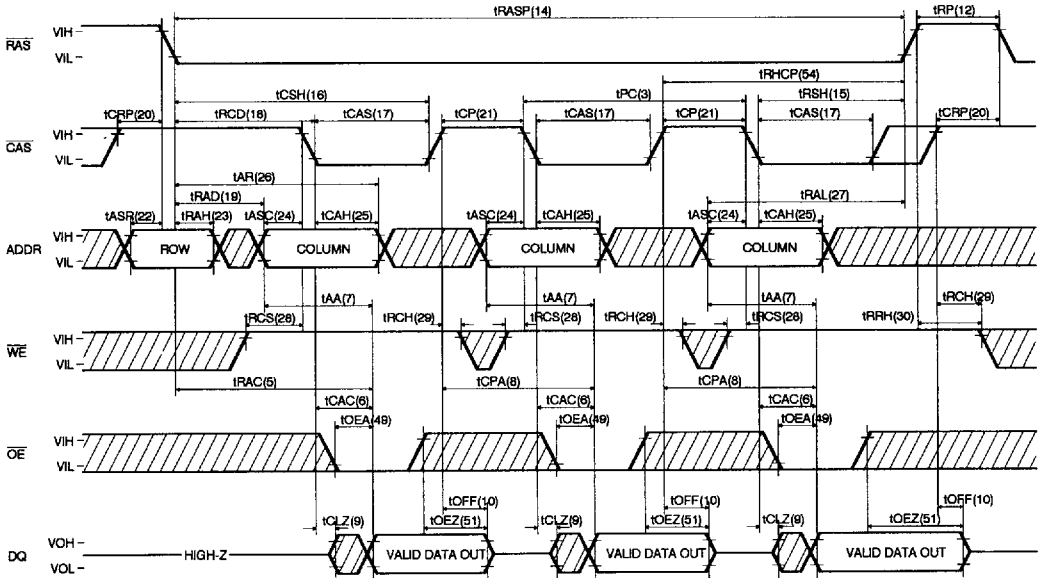 tRASP(14) tRP(12)
RAS VIH
VIL
tRHCP(54)
tCSH(16) tPC(3) tRSH(15)
tCRP(20) tRCD(18) tCAS(17) tCP(21) tCAS(17) tCP(21) tCAS(17) tCRP(20)
CAS VIH
VIL
tAR(26)
tRAD(19) tRAL(27)
tASR(22) tRAH(23) tASC(24) tCAH(25) tASC(24) tCAH(25) tASC(24) tCAH(25)
ADDR VIH
VIL
ROW COLUMN COLUMN COLUMN
tAA(7) tAA(7) tAA(7)
tRCS(28) tRCH(29) tRCS(28) tRCH(29) tRCS(28) tRCH(29)
tRRH(30)
WE VIH
VIL
tRAC(5) tCPA(8) tCPA(8)
tCAC(6) tCAC(6) tCAC(6)
tOEA(49) tOEA(49) tOEA(49)
OE VIH
VIL
tOFF(10) tOFF(10) tOFF(10)
tCLZ(9) tOEZ(51) tCLZ(9) tOEZ(51) tCLZ(9) tOEZ(51)
DQ VOH
VOL
HIGH-Z VALID DATA OUT VALID DATA OUT VALID DATA OUT